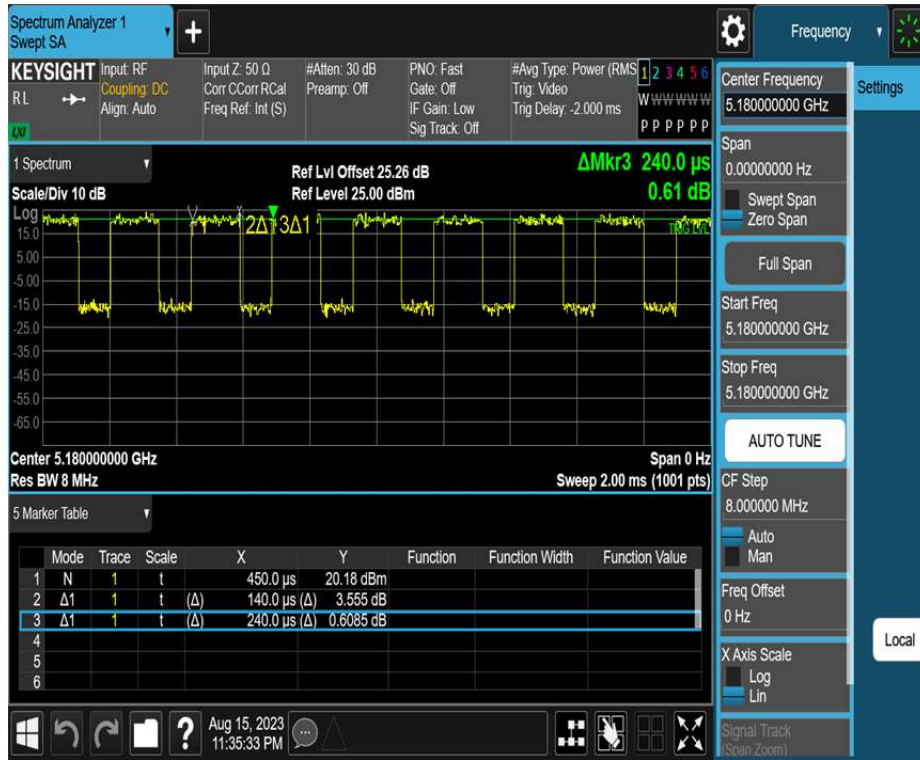 Spectrum Analyzer 1
Swept SA
+
Frequency
KEYSIGHT
RL
LXI
Input: RF
Coupling: DC
Align: Auto
Input Z: 50 Ω
Corr CCorr RCal
Freq Ref: Int (S)
#Atten: 30 dB
Preamp: Off
PNO: Fast
Gate: Off
IF Gain: Low
Sig Track: Off
#Avg Type: Power (RMS
Trig: Video
Trig Delay: -2.000 ms
1 2 3 4 5 6
W W W W W W
P P P P P P
1 Spectrum
Scale/Div 10 dB
Ref Lvl Offset 25.26 dB
Ref Level 25.00 dBm
ΔMkr3 240.0 µs
0.61 dB
Log
15.0
5.00
-5.00
-15.0
-25.0
-35.0
-45.0
-55.0
-65.0
1
2Δ1
3Δ1
TRIG LVL
Center 5.180000000 GHz
Res BW 8 MHz
Span 0 Hz
Sweep 2.00 ms (1001 pts)
5 Marker Table
Mode Trace Scale X Y Function Function Width Function Value
1 N 1 t 450.0 µs 20.18 dBm
2 Δ1 1 t (Δ) 140.0 µs (Δ) 3.555 dB
3 Δ1 1 t (Δ) 240.0 µs (Δ) 0.6085 dB
4
5
6
?
Aug 15, 2023
11:35:33 PM
Center Frequency
5.180000000 GHz
Span
0.00000000 Hz
Swept Span
Zero Span
Full Span
Start Freq
5.180000000 GHz
Stop Freq
5.180000000 GHz
AUTO TUNE
CF Step
8.000000 MHz
Auto
Man
Freq Offset
0 Hz
X Axis Scale
Log
Lin
Signal Track
(Span Zoom)
Settings
Local